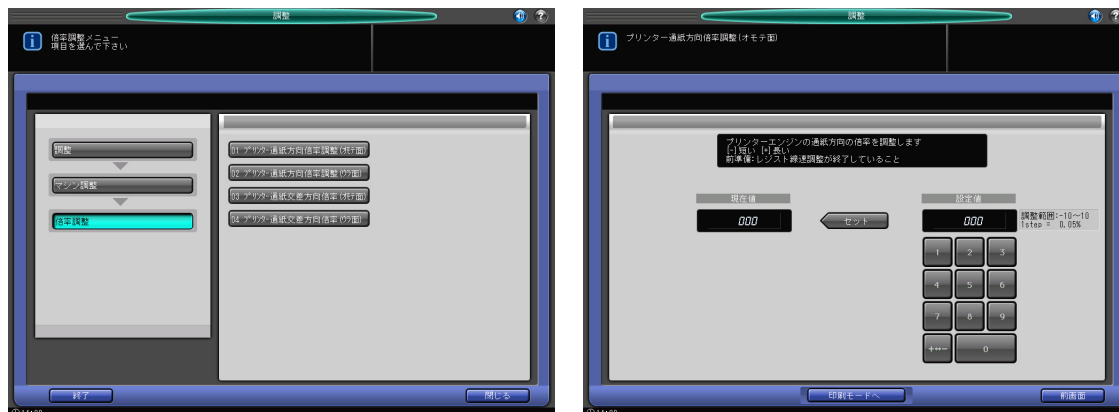 調整
倍率調整メニュー
項目を選んで下さい
調整
マシン調整
倍率調整
01 プリンター通紙方向倍率調整(オモテ面)
02 プリンター通紙方向倍率調整(ウラ面)
03 プリンター通紙交差方向倍率(オモテ面)
04 プリンター通紙交差方向倍率(ウラ面)
終了
閉じる
調整
プリンター通紙方向倍率調整(オモテ面)
プリンターエンジンの通紙方向の倍率を調整します
[-]短い [+]長い
前準備:レジスト線速調整が終了していること
現在値
設定値
000
セット
000
調整範囲:-10~10
1step = 0.05%
1 2 3
4 5 6
7 8 9
+↔- 0
印刷モードへ
前画面